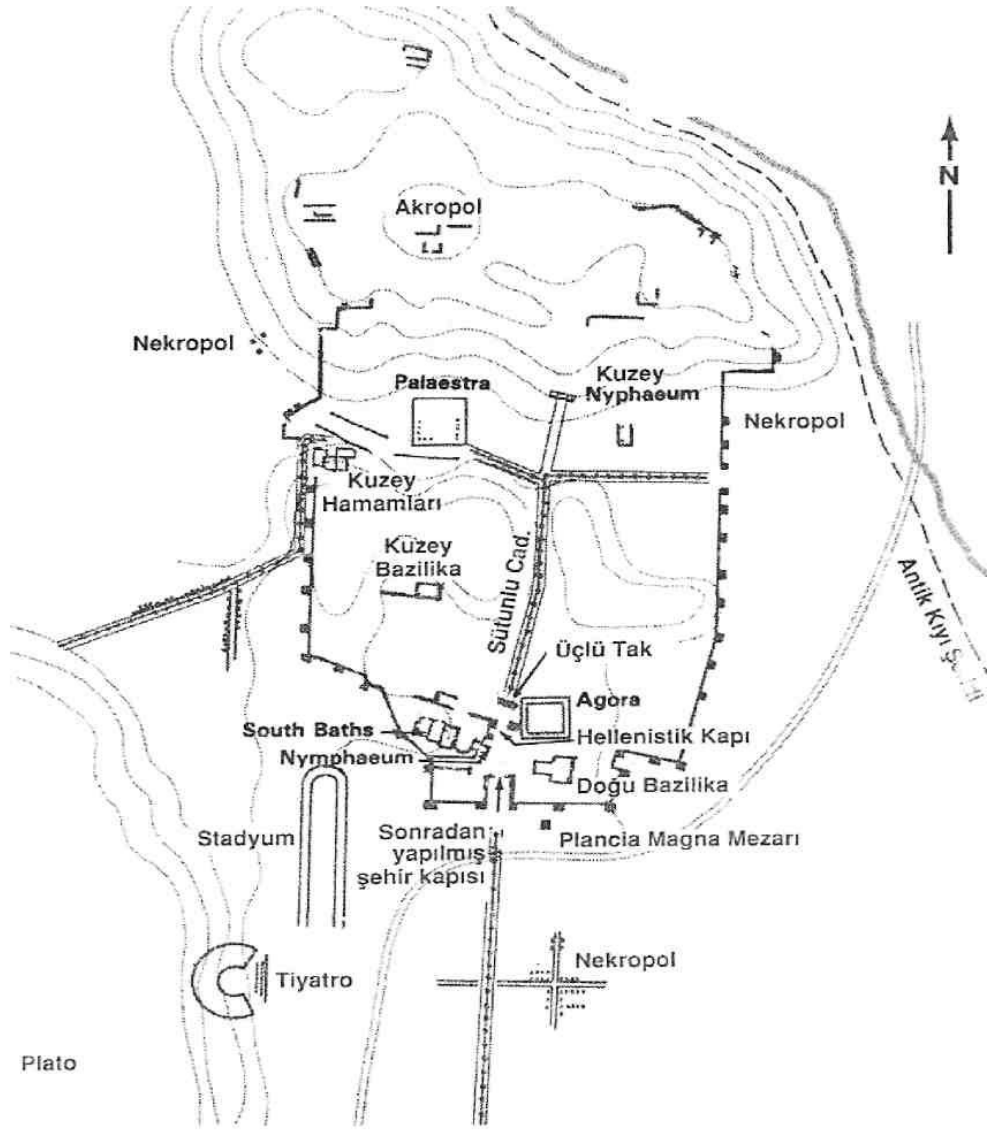 N
Akropol
Nekropol
Palaestra
Kuzey
Nyphaeum
Nekropol
Kuzey
Hamamları
Kuzey
Bazilika
Sütunlu Cad.
Antik Kıyı
Üçlü Tak
Agora
South Baths
Hellenistik Kapı
Nymphaeum
Doğu Bazilika
Stadyum
Sonradan
yapılmış
şehir kapısı
Plancia Magna Mezarı
Nekropol
Tiyatro
Plato